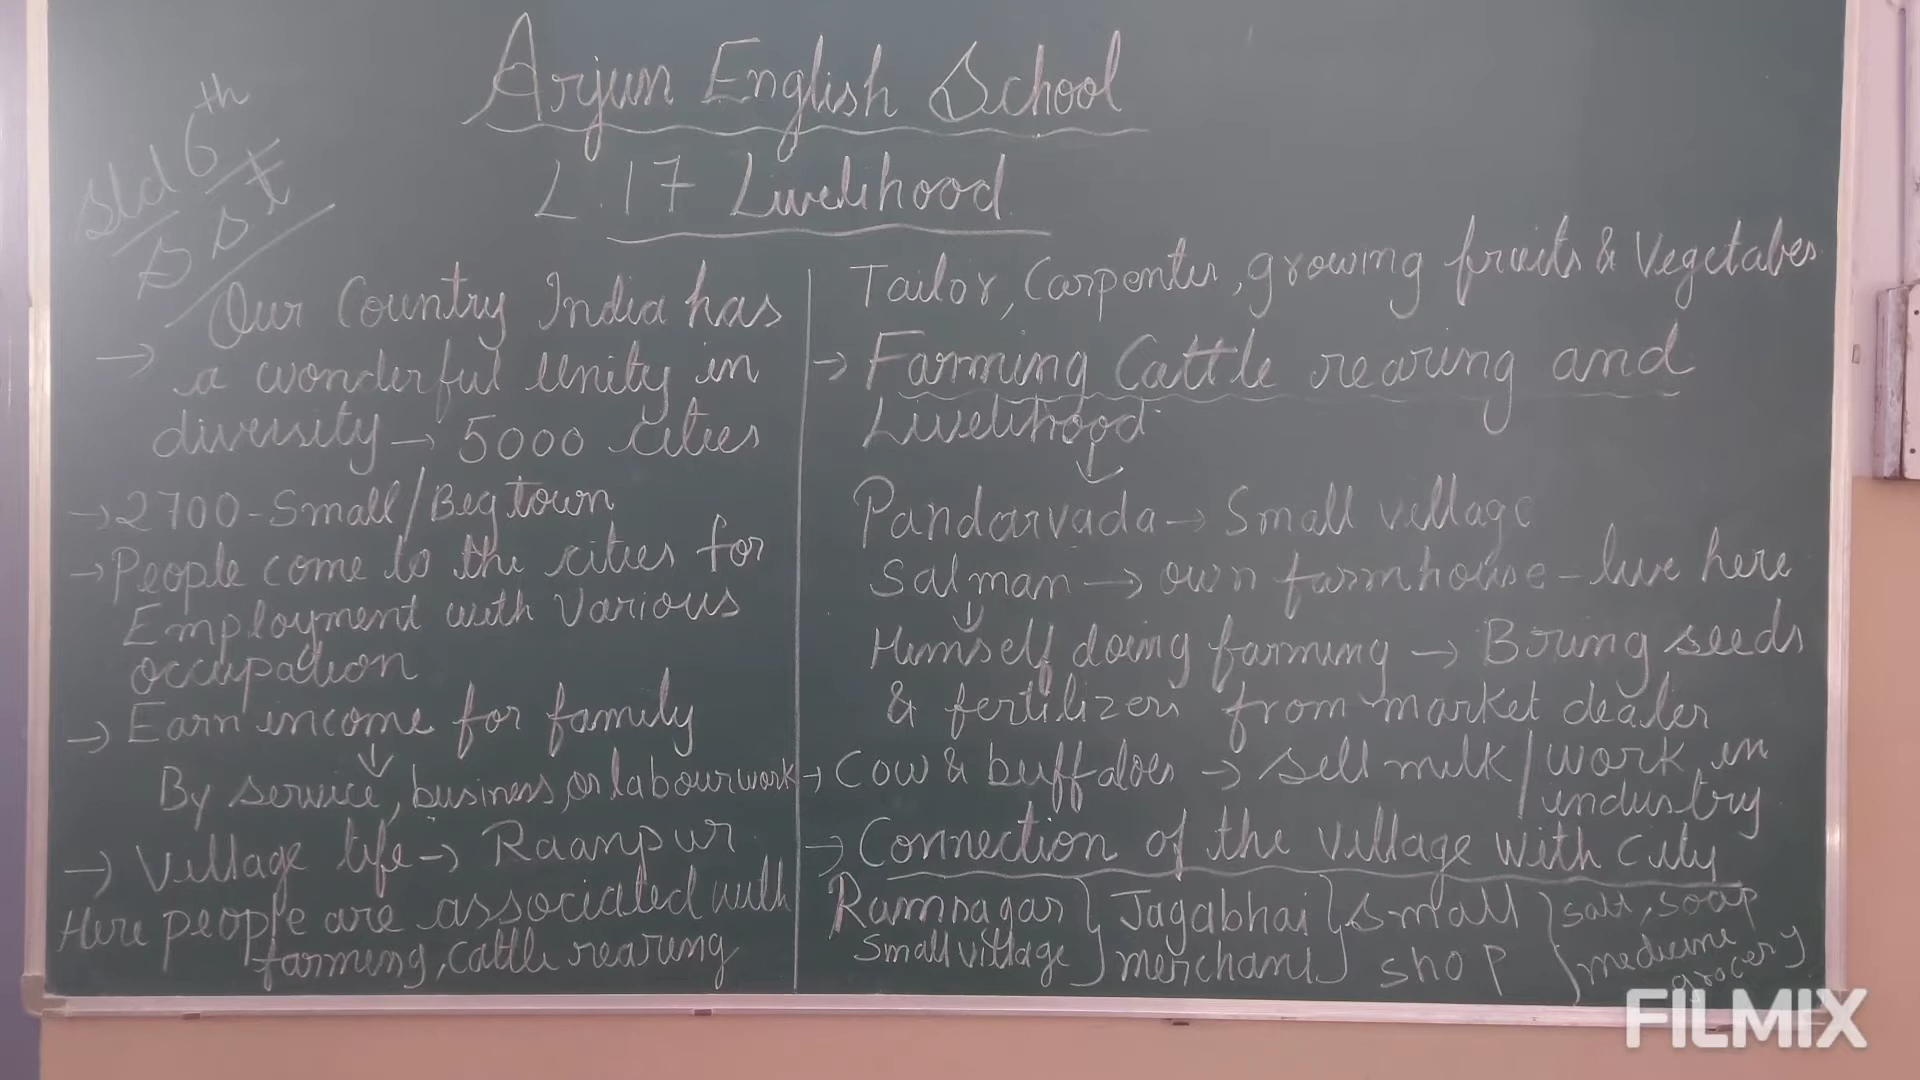 Arjun English School
L.17 Livelihood
Std 6th
S S t
→ Our Country India has
a wonderful unity in
diversity → 5000 cities
→ 2700 - Small/Beg town
→ People come to the cities for
Employment with Various
occupation
→ Earn income for family
↓
By service, business, or labour work
→ Village life → Raanpur
Here people are associated with
farming, cattle rearing
Tailor, Carpenter, growing fruits & Vegetabes
→ Farming Cattle rearing and
Livelihood
↓
Pandarvada → Small village
Salman → own farmhouse - live here
↓
Himself doing farming → Bring seeds
& fertilizers from market dealer
→ Cow & buffaloes → sell milk / work in
industry
→ Connection of the village with city
Ramnagar } Jagabhai } small } salt, soap
Small village merchant shop medicine
grocery
FILMIX